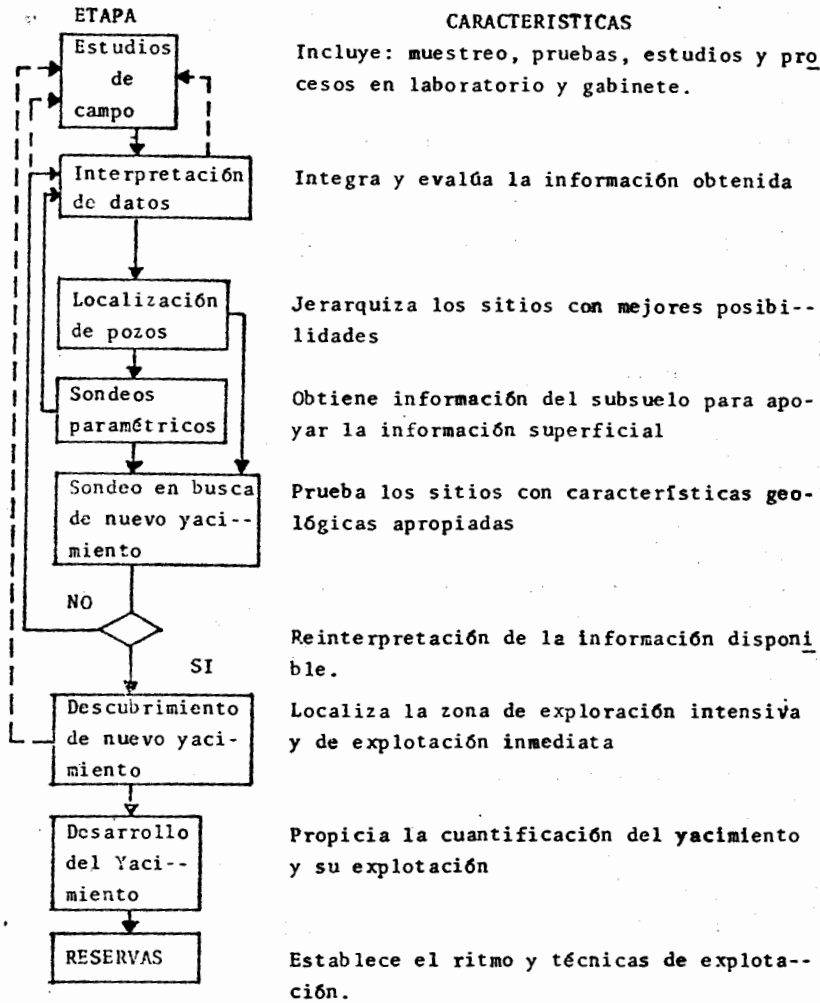 ETAPA
CARACTERISTICAS
Estudios
de
campo
Incluye: muestreo, pruebas, estudios y pro
cesos en laboratorio y gabinete.
Interpretación
de datos
Integra y evalúa la información obtenida
Localización
de pozos
Jerarquiza los sitios con mejores posibi--
lidades
Sondeos
paramétricos
Obtiene información del subsuelo para apo-
yar la información superficial
Sondeo en busca
de nuevo yaci--
miento
Prueba los sitios con características geo-
lógicas apropiadas
NO
Reinterpretación de la información disponi
ble.
SI
Descubrimiento
de nuevo yaci-
miento
Localiza la zona de exploración intensiva
y de explotación inmediata
Desarrollo
del Yaci--
miento
Propicia la cuantificación del yacimiento
y su explotación
RESERVAS
Establece el ritmo y técnicas de explota--
ción.